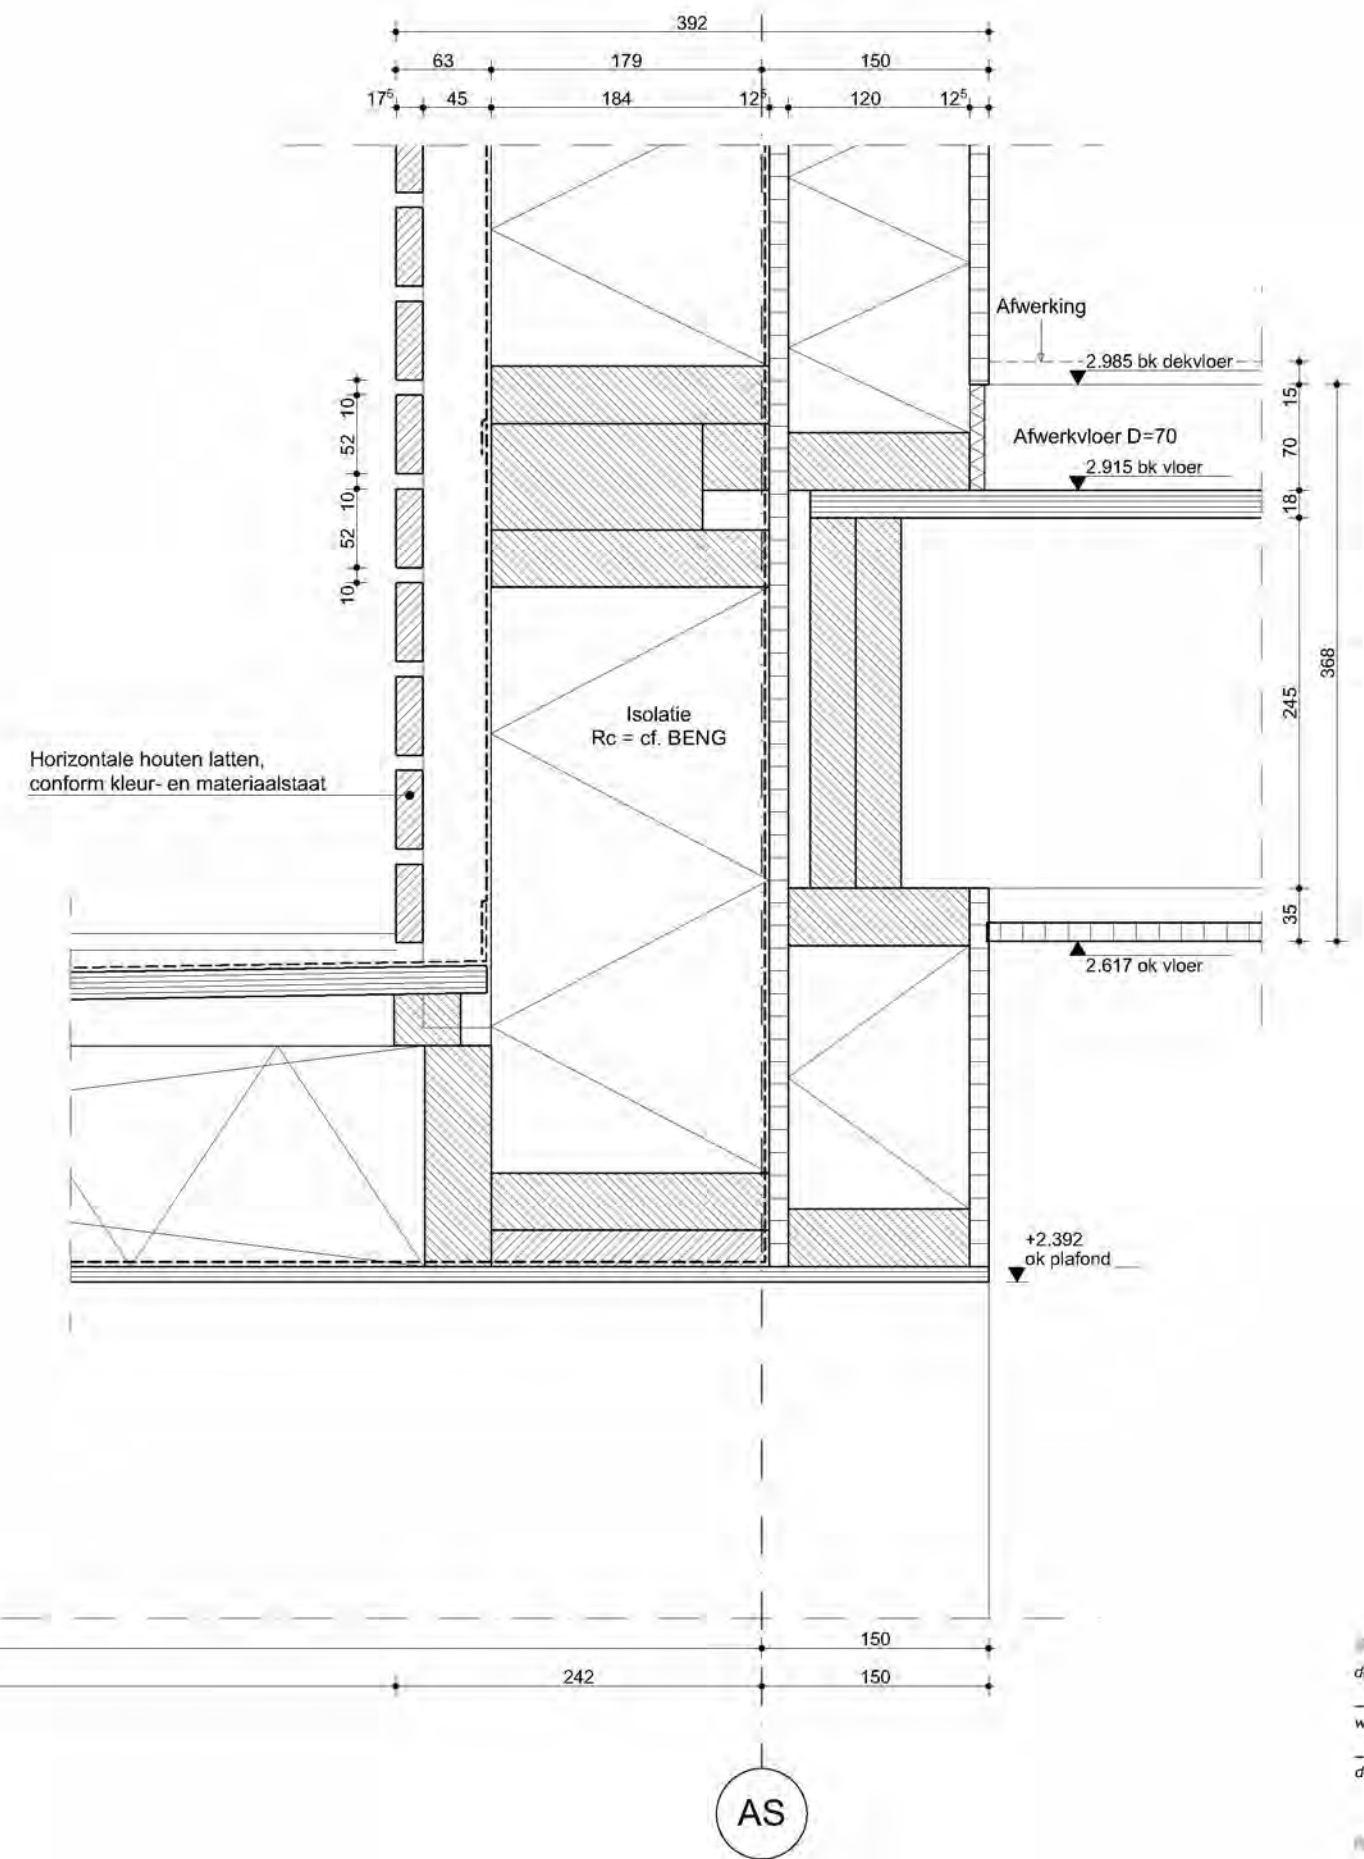 392
63 179 150
17⁵ 45 184 12⁵ 120 12⁵
Afwerking
2.985 bk dekvloer
15
10
Afwerkvloer D=70
52
70
2.915 bk vloer
10
18
52
10
368
245
Isolatie
Rc = cf. BENG
Horizontale houten latten,
conform kleur- en materiaalstaat
35
2.617 ok vloer
+2.392
ok plafond
150
242 150
AS